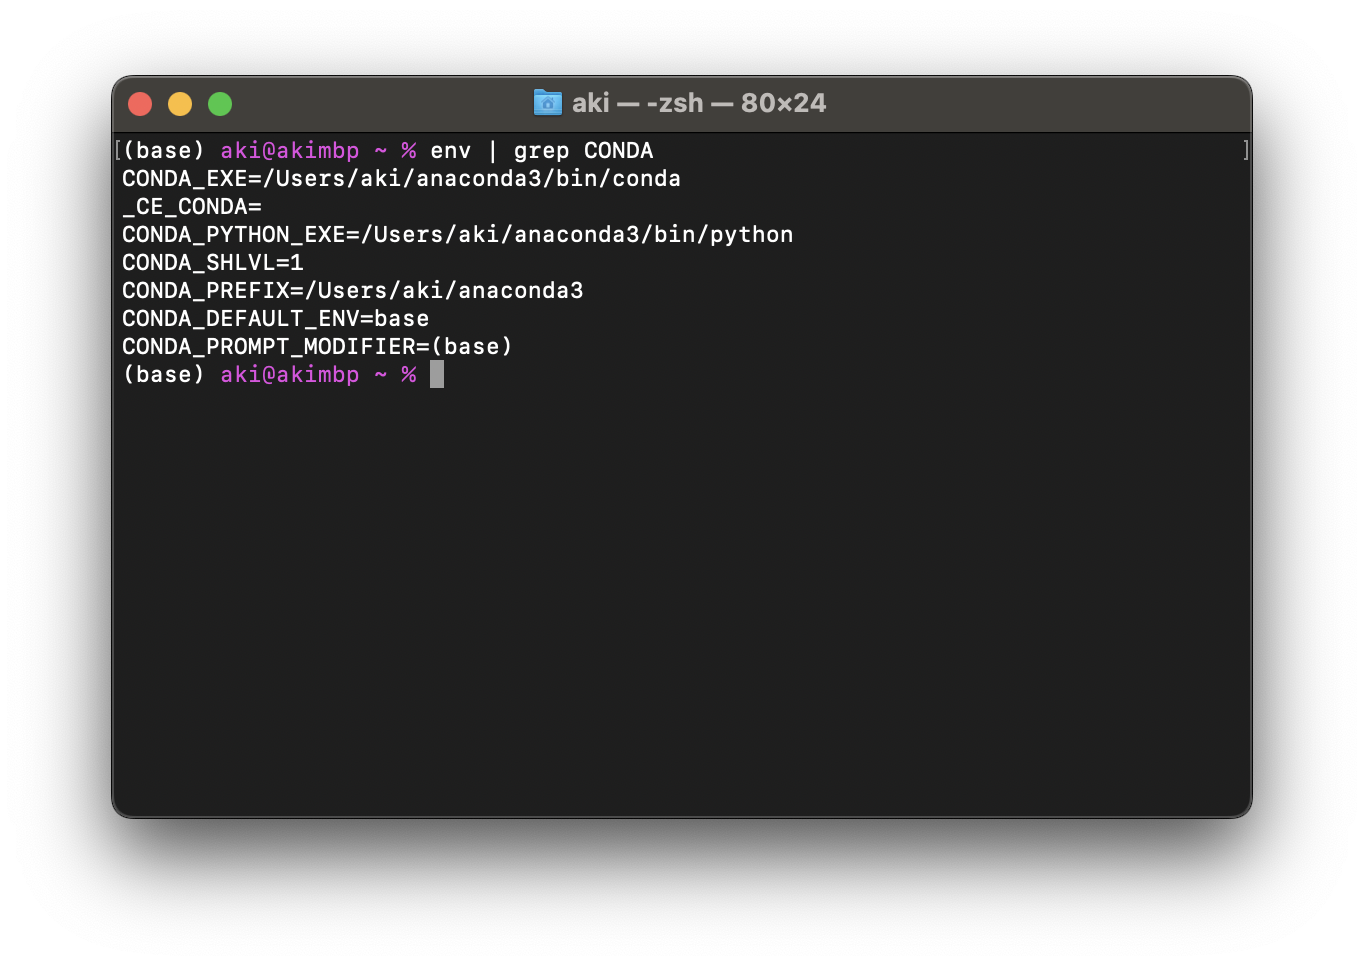 aki — -zsh — 80×24
[(base) aki@akimbp ~ % env | grep CONDA ]
CONDA_EXE=/Users/aki/anaconda3/bin/conda
_CE_CONDA=
CONDA_PYTHON_EXE=/Users/aki/anaconda3/bin/python
CONDA_SHLVL=1
CONDA_PREFIX=/Users/aki/anaconda3
CONDA_DEFAULT_ENV=base
CONDA_PROMPT_MODIFIER=(base)
(base) aki@akimbp ~ %